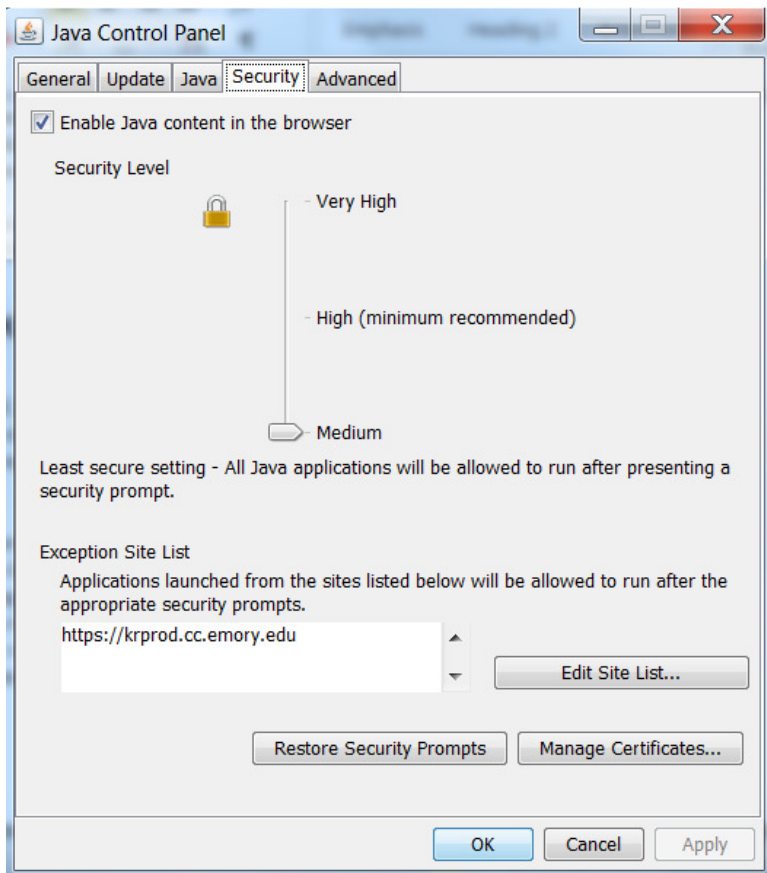 Java Control Panel
General Update Java Security Advanced
Enable Java content in the browser
Security Level
Very High
High (minimum recommended)
Medium
Least secure setting - All Java applications will be allowed to run after presenting a
security prompt.
Exception Site List
Applications launched from the sites listed below will be allowed to run after the
appropriate security prompts.
https://krprod.cc.emory.edu
Edit Site List...
Restore Security Prompts Manage Certificates...
OK Cancel Apply